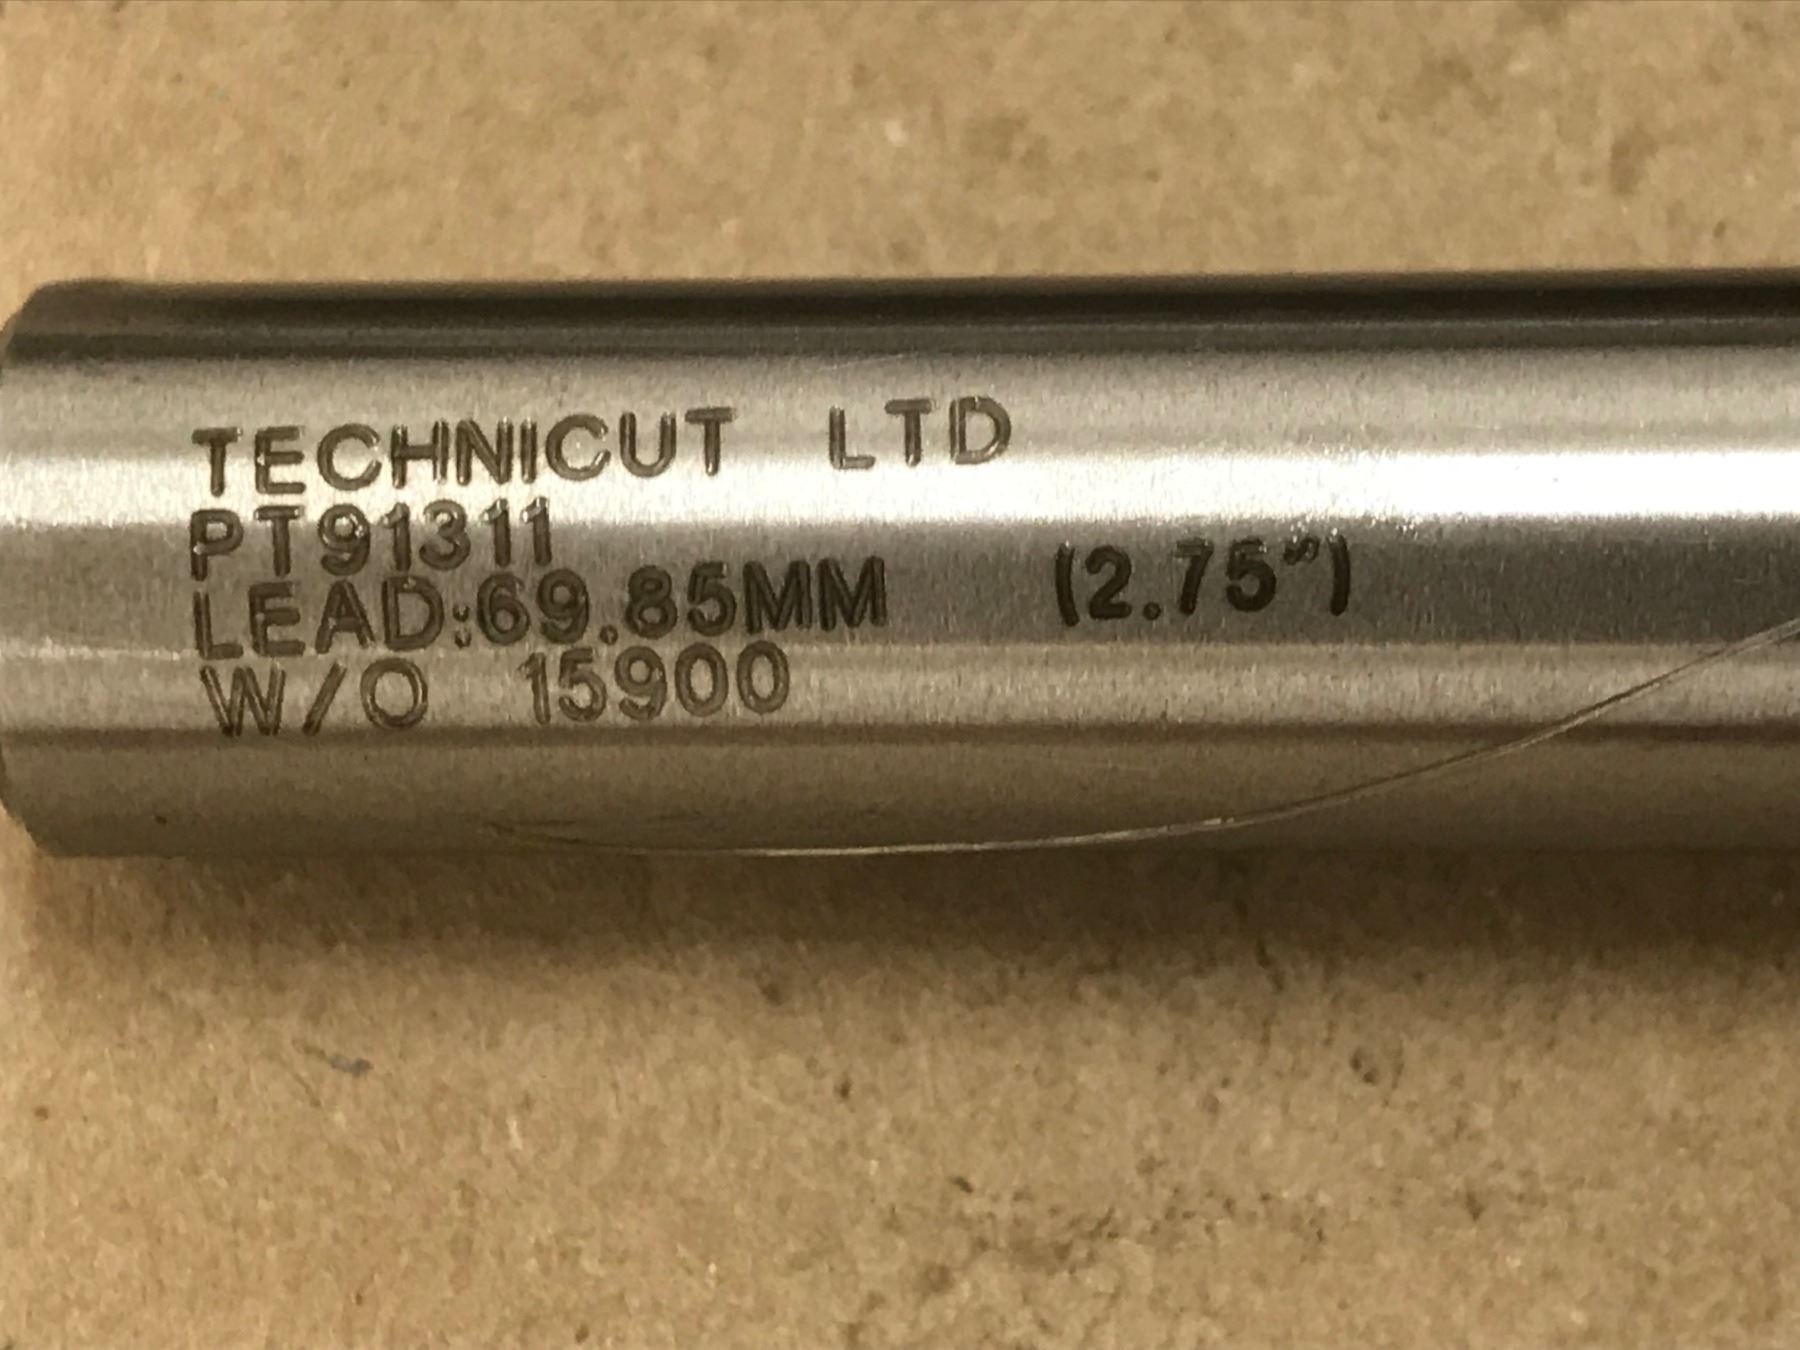 TECHNICUT LTD
PT91311
LEAD:69.85MM (2.75")
W/O 15900